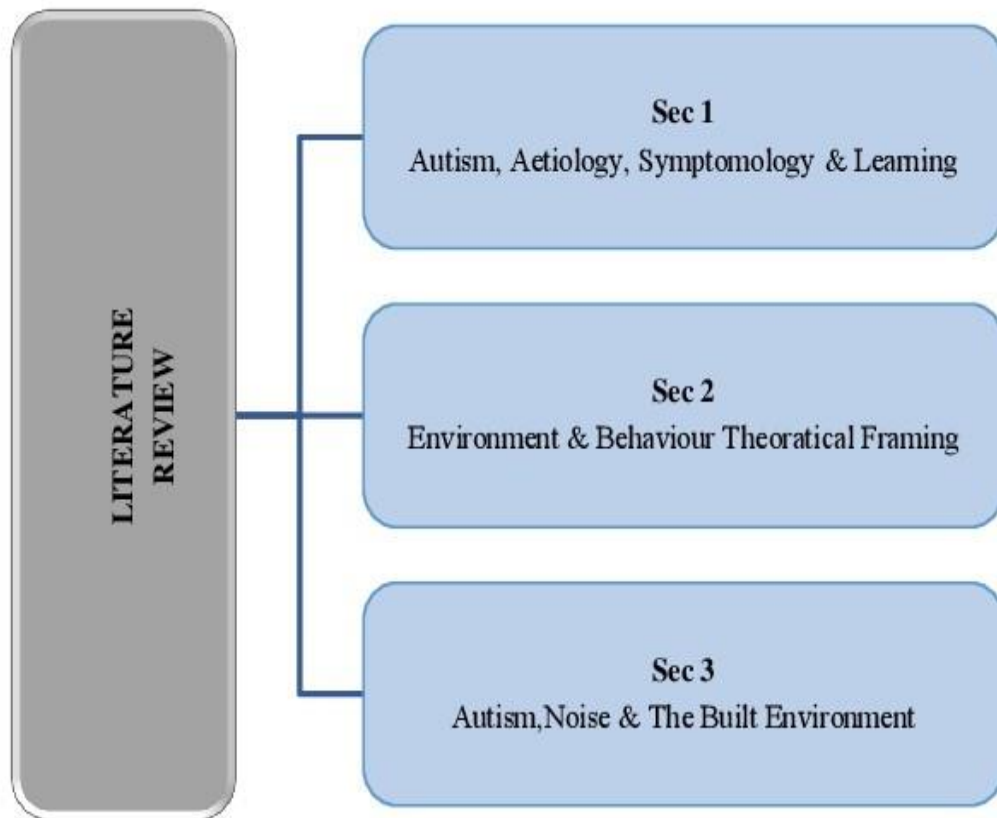 LITERATURE
REVIEW
Sec 1
Autism, Aetiology, Symptomology & Learning
Sec 2
Environment & Behaviour Theoratical Framing
Sec 3
Autism,Noise & The Built Environment